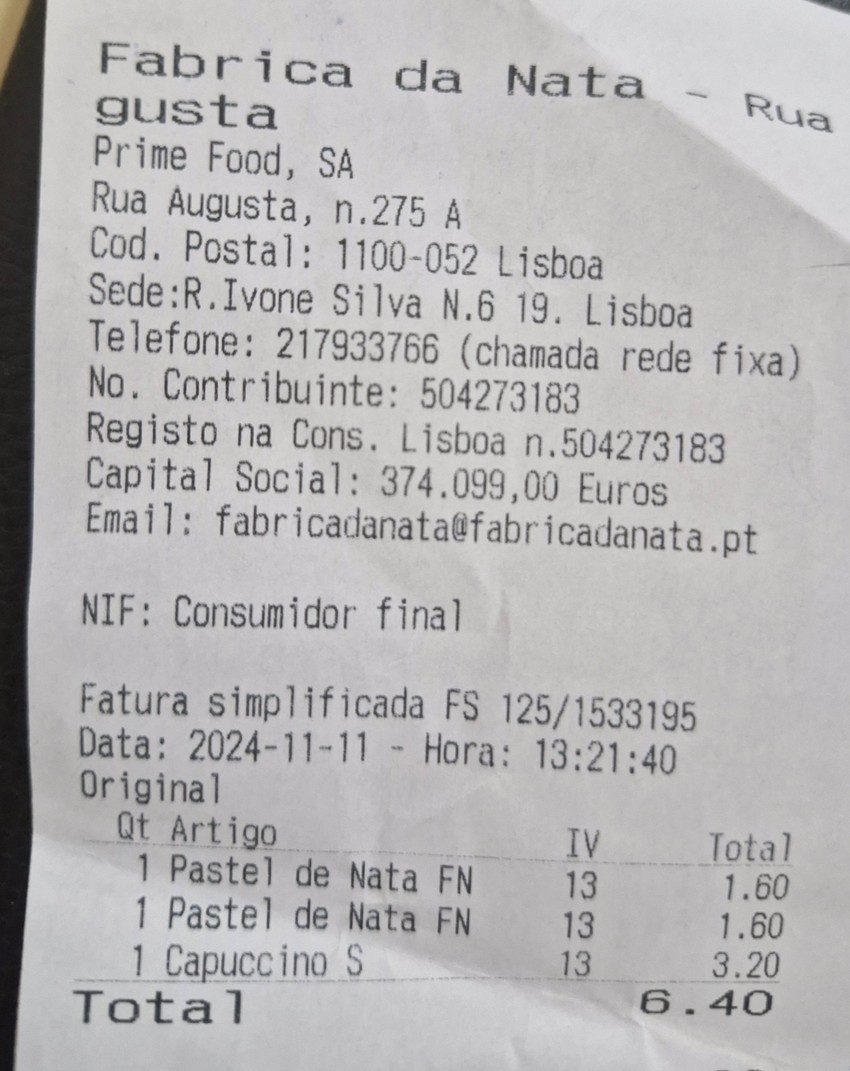 Fabrica da Nata - Rua
gusta
Prime Food, SA
Rua Augusta, n.275 A
Cod. Postal: 1100-052 Lisboa
Sede:R.Ivone Silva N.6 19. Lisboa
Telefone: 217933766 (chamada rede fixa)
No. Contribuinte: 504273183
Registo na Cons. Lisboa n.504273183
Capital Social: 374.099,00 Euros
Email: fabricadanata@fabricadanata.pt
NIF: Consumidor final
Fatura simplificada FS 125/1533195
Data: 2024-11-11 - Hora: 13:21:40
Original
Qt Artigo IV Total
1 Pastel de Nata FN 13 1.60
1 Pastel de Nata FN 13 1.60
1 Capuccino S 13 3.20
Total 6.40